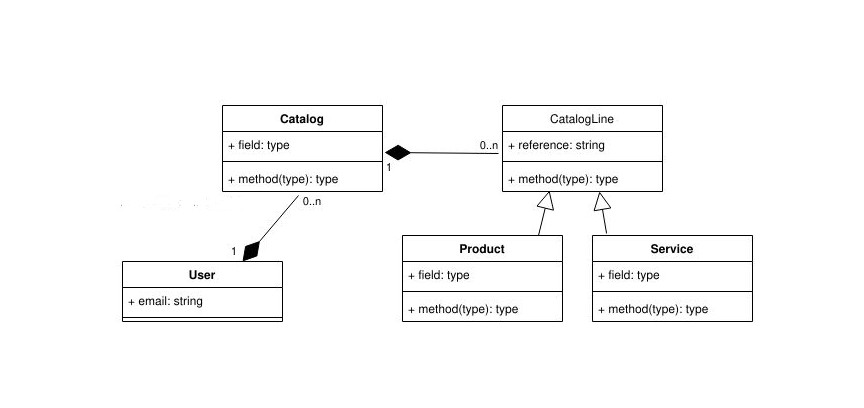 Catalog
+ field: type
+ method(type): type
1
0..n
CatalogLine
+ reference: string
+ method(type): type
0..n
1
User
+ email: string
Product
+ field: type
+ method(type): type
Service
+ field: type
+ method(type): type